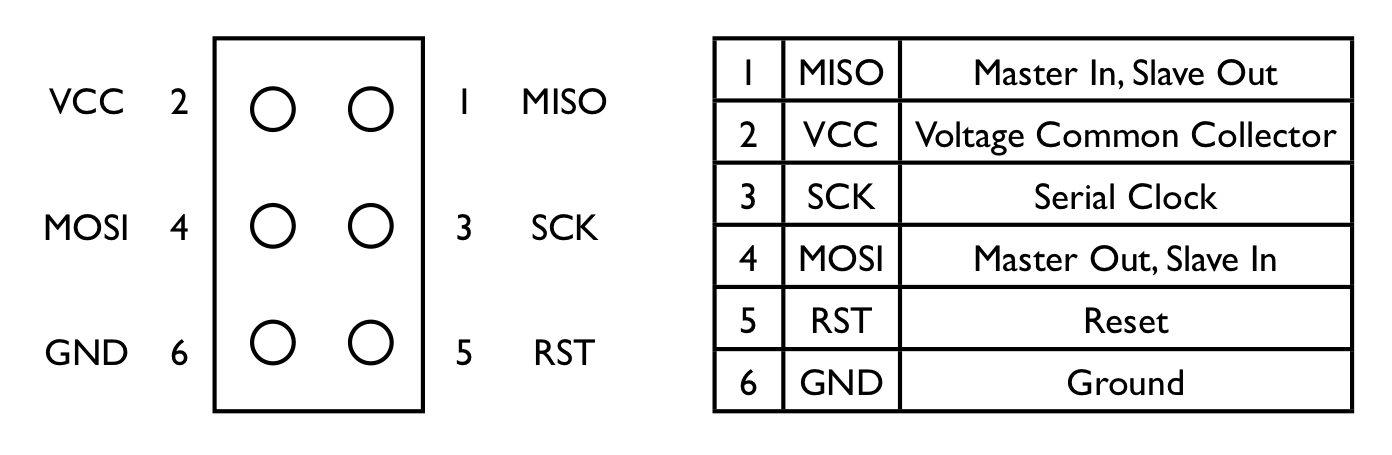 VCC 2 1 MISO
MOSI 4 3 SCK
GND 6 5 RST
1 MISO Master In, Slave Out
2 VCC Voltage Common Collector
3 SCK Serial Clock
4 MOSI Master Out, Slave In
5 RST Reset
6 GND Ground